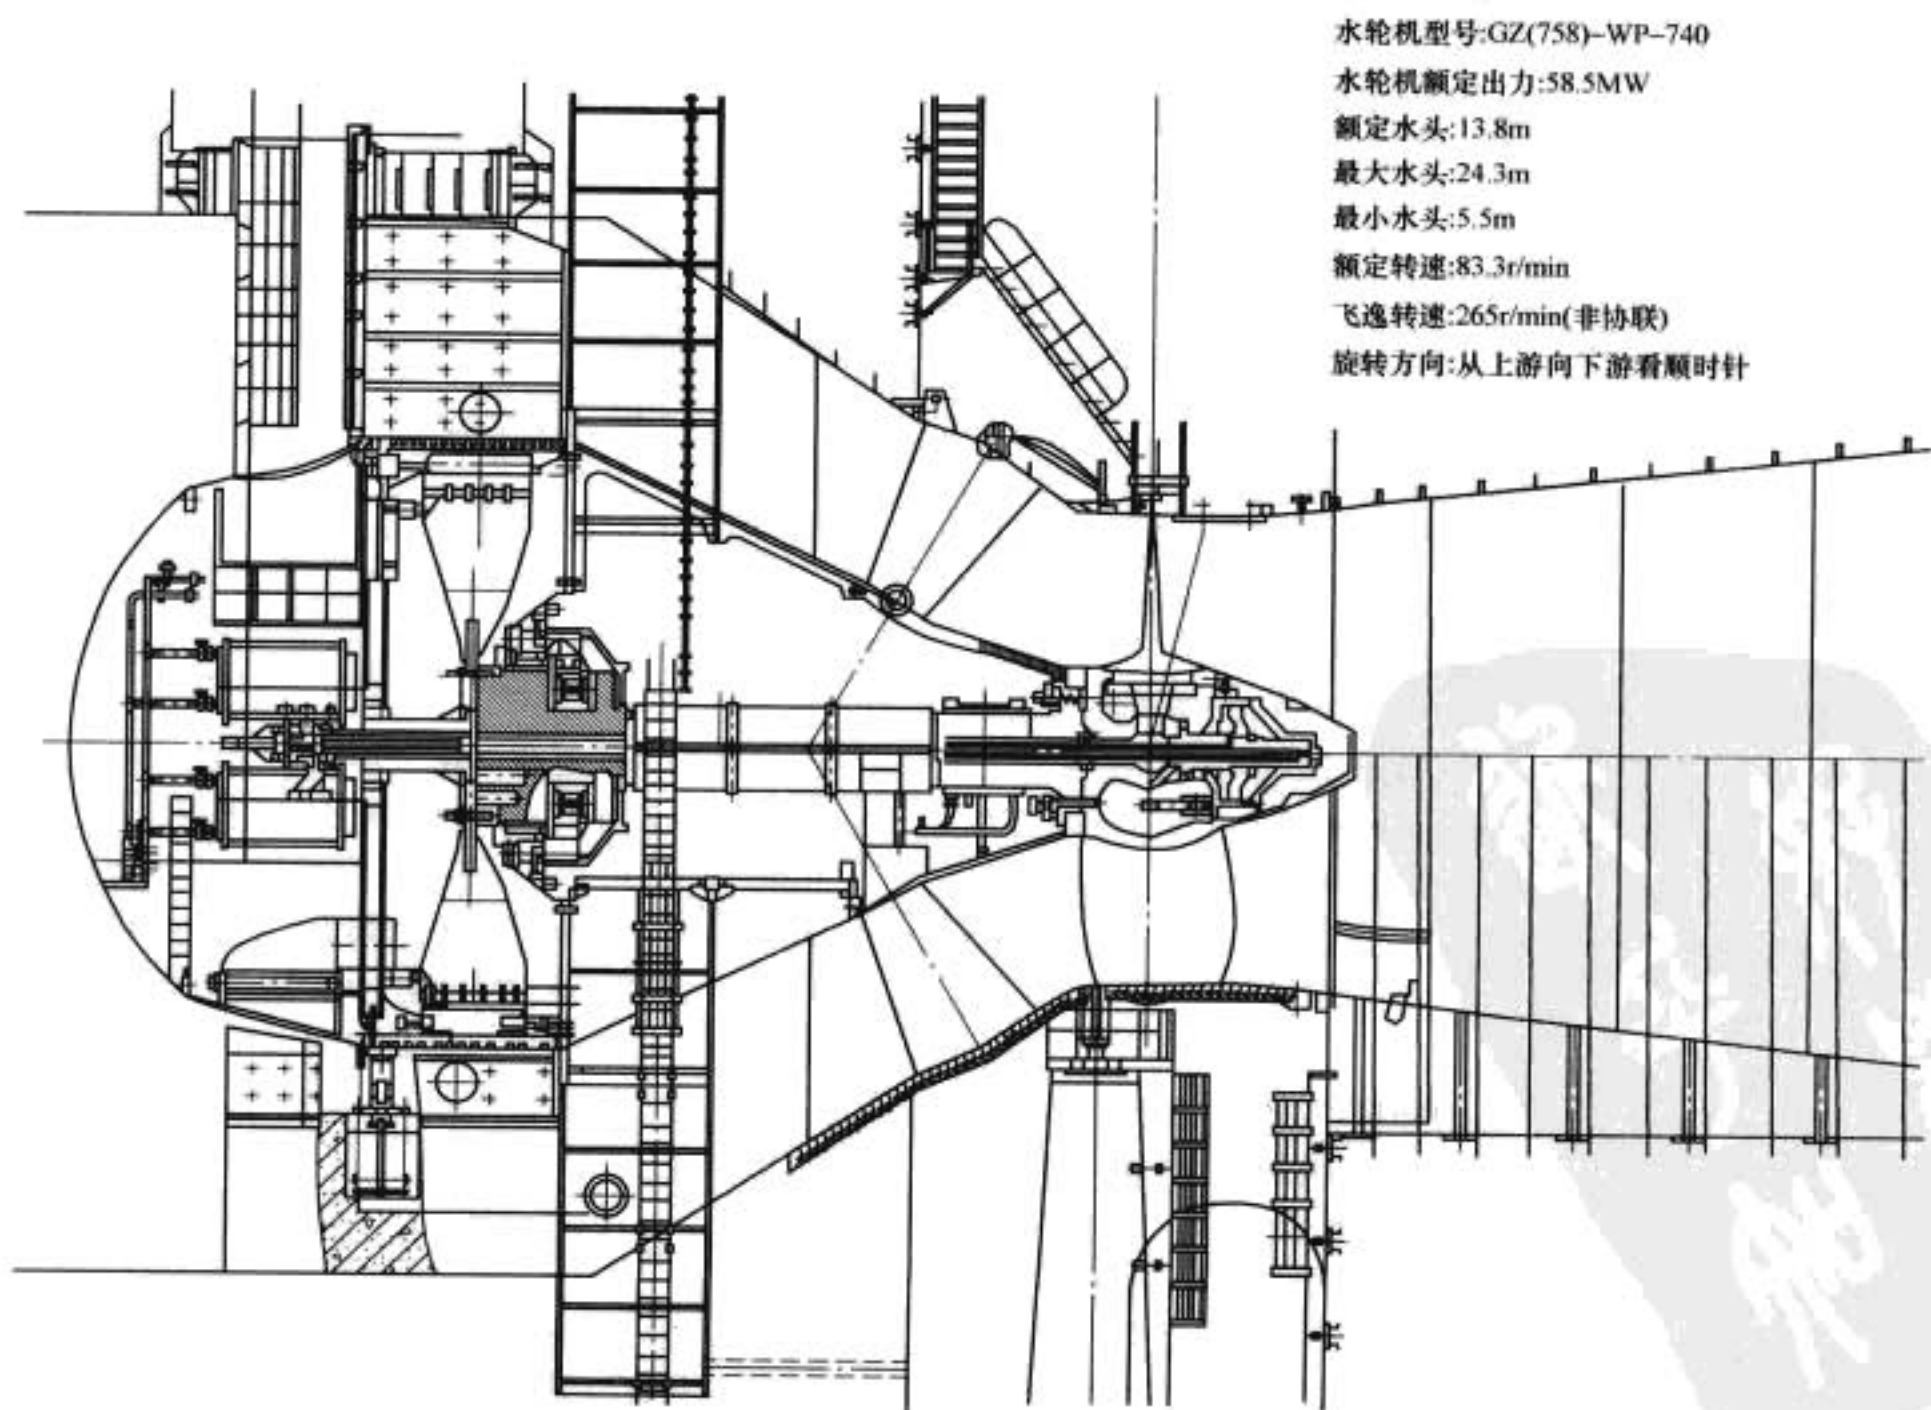 水轮机型号:GZ(758)-WP-740
水轮机额定出力:58.5MW
额定水头:13.8m
最大水头:24.3m
最小水头:5.5m
额定转速:83.3r/min
飞逸转速:265r/min(非协联)
旋转方向:从上游向下游看顺时针